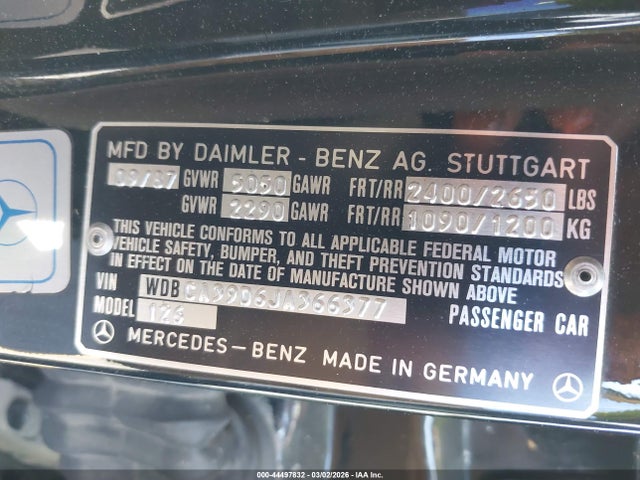 MFD BY DAIMLER - BENZ AG. STUTTGART
09/87 GVWR 5050 GAWR FRT/RR 2400/2650 LBS
GVWR 2290 GAWR FRT/RR 1090/1200 KG
THIS VEHICLE CONFORMS TO ALL APPLICABLE FEDERAL MOTOR
VEHICLE SAFETY, BUMPER, AND THEFT PREVENTION STANDARDS
IN EFFECT ON THE DATE OF MANUFACTURE SHOWN ABOVE
VIN WDB CA39D6JA366377
MODEL 126 PASSENGER CAR
MERCEDES-BENZ MADE IN GERMANY
000-44497832 - 03/02/2026 - IAA Inc.